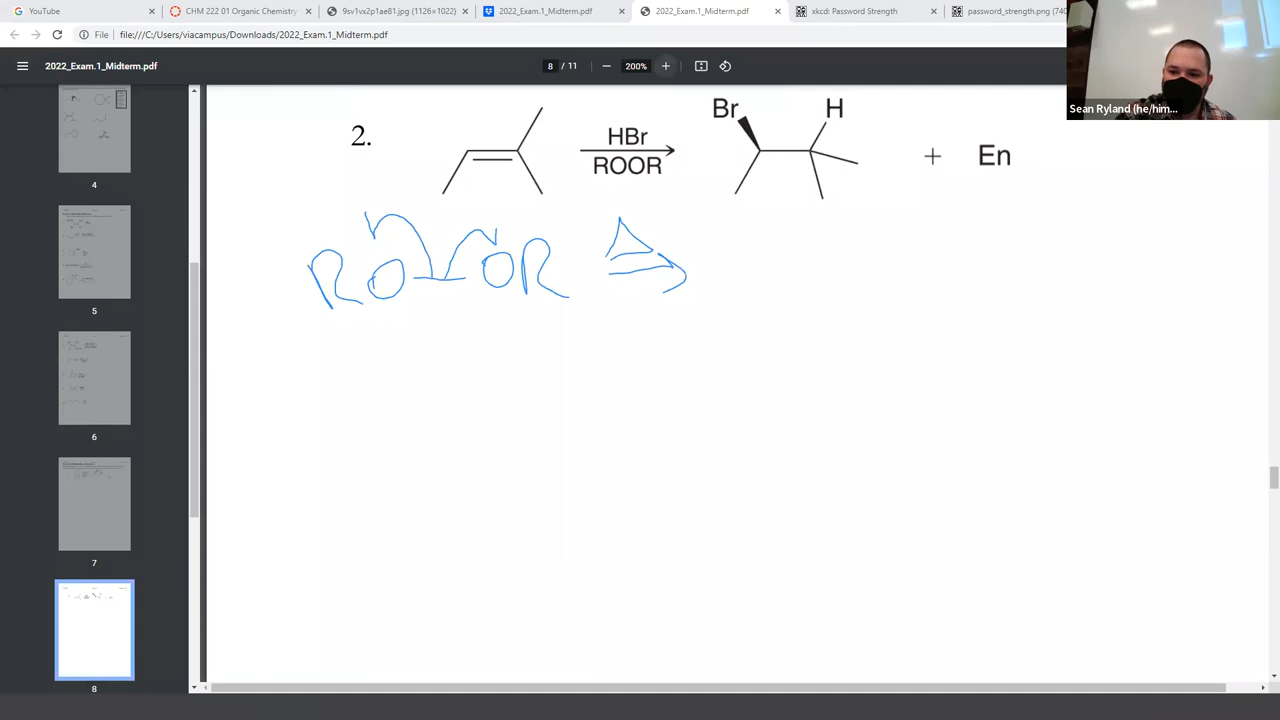 YouTube
CHM 222 01 Organic Chemistry
9sv1vx2p1ae81.jpg (1126×1022)
2022_Exam.1_Midterm.pdf
2022_Exam.1_Midterm.pdf
xkcd: Password Strength
password_strength.png (740
File
file:///C:/Users/viacampus/Downloads/2022_Exam.1_Midterm.pdf
2022_Exam.1_Midterm.pdf
8 / 11
200%
Sean Ryland (he/him...
4
5
6
7
8
2.
HBr
ROOR
Br
H
+ En
RO OR Δ